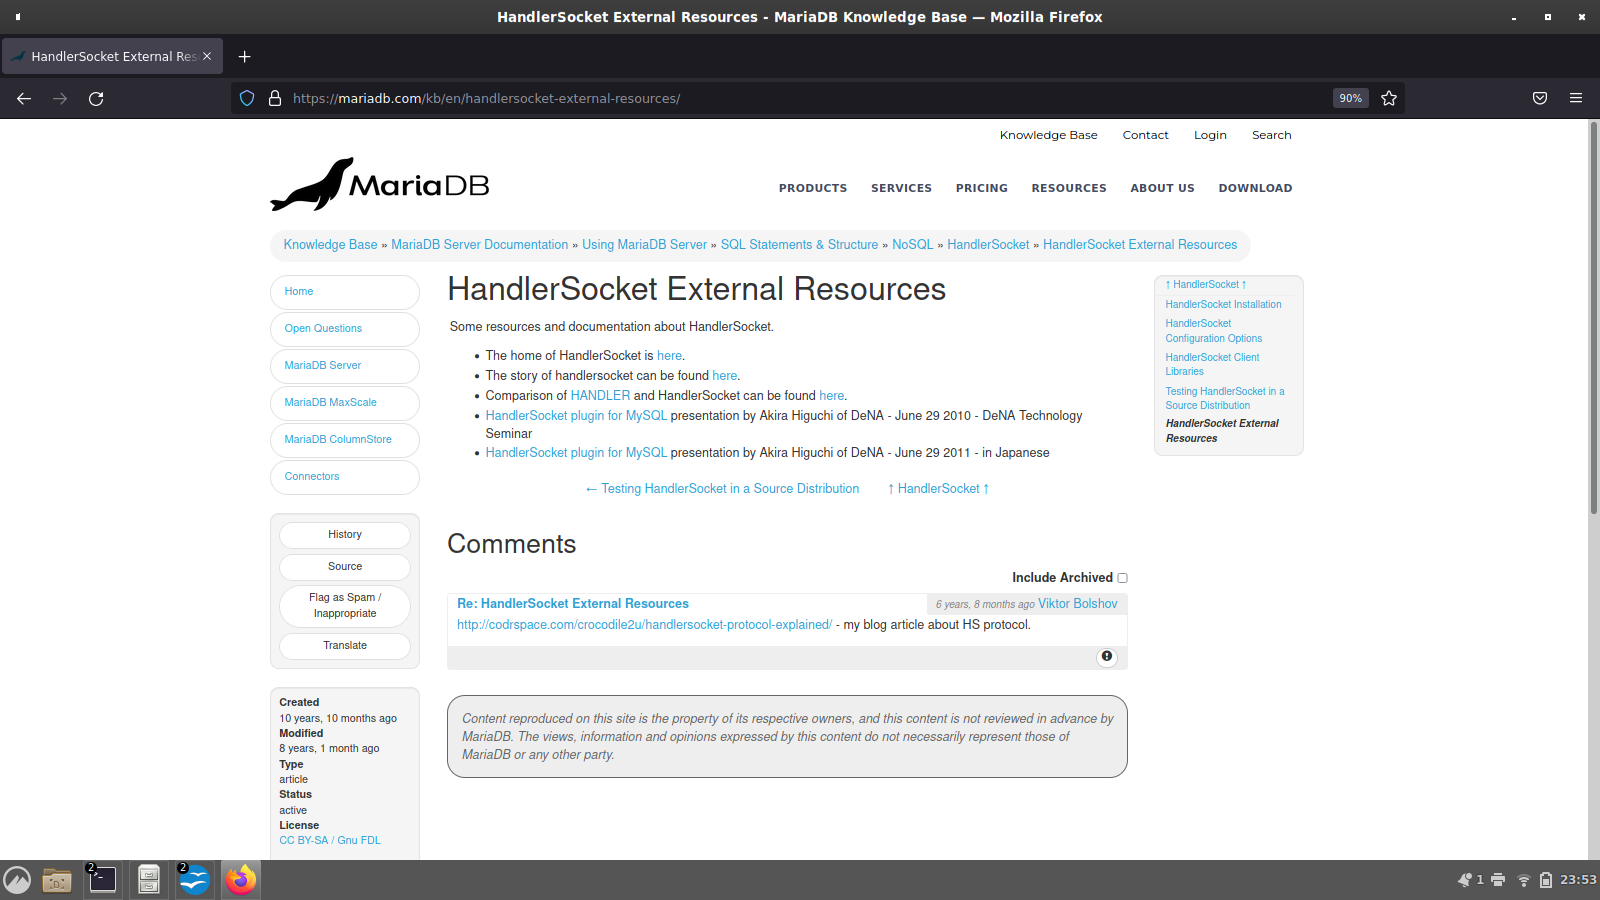 HandlerSocket External Resources - MariaDB Knowledge Base — Mozilla Firefox
HandlerSocket External Res
https://mariadb.com/kb/en/handlersocket-external-resources/
90%
Knowledge Base Contact Login Search
MariaDB
PRODUCTS SERVICES PRICING RESOURCES ABOUT US DOWNLOAD
Knowledge Base » MariaDB Server Documentation » Using MariaDB Server » SQL Statements & Structure » NoSQL » HandlerSocket » HandlerSocket External Resources
Home
Open Questions
MariaDB Server
MariaDB MaxScale
MariaDB ColumnStore
Connectors
History
Source
Flag as Spam /
Inappropriate
Translate
Created
10 years, 10 months ago
Modified
8 years, 1 month ago
Type
article
Status
active
License
CC BY-SA / Gnu FDL
HandlerSocket External Resources
Some resources and documentation about HandlerSocket.
• The home of HandlerSocket is here.
• The story of handlersocket can be found here.
• Comparison of HANDLER and HandlerSocket can be found here.
• HandlerSocket plugin for MySQL presentation by Akira Higuchi of DeNA - June 29 2010 - DeNA Technology
Seminar
• HandlerSocket plugin for MySQL presentation by Akira Higuchi of DeNA - June 29 2011 - in Japanese
← Testing HandlerSocket in a Source Distribution ↑ HandlerSocket ↑
Comments
Include Archived
Re: HandlerSocket External Resources
6 years, 8 months ago Viktor Bolshov
http://codrspace.com/crocodile2u/handlersocket-protocol-explained/ - my blog article about HS protocol.
Content reproduced on this site is the property of its respective owners, and this content is not reviewed in advance by
MariaDB. The views, information and opinions expressed by this content do not necessarily represent those of
MariaDB or any other party.
↑ HandlerSocket ↑
HandlerSocket Installation
HandlerSocket
Configuration Options
HandlerSocket Client
Libraries
Testing HandlerSocket in a
Source Distribution
HandlerSocket External
Resources
2
2
1
23:53